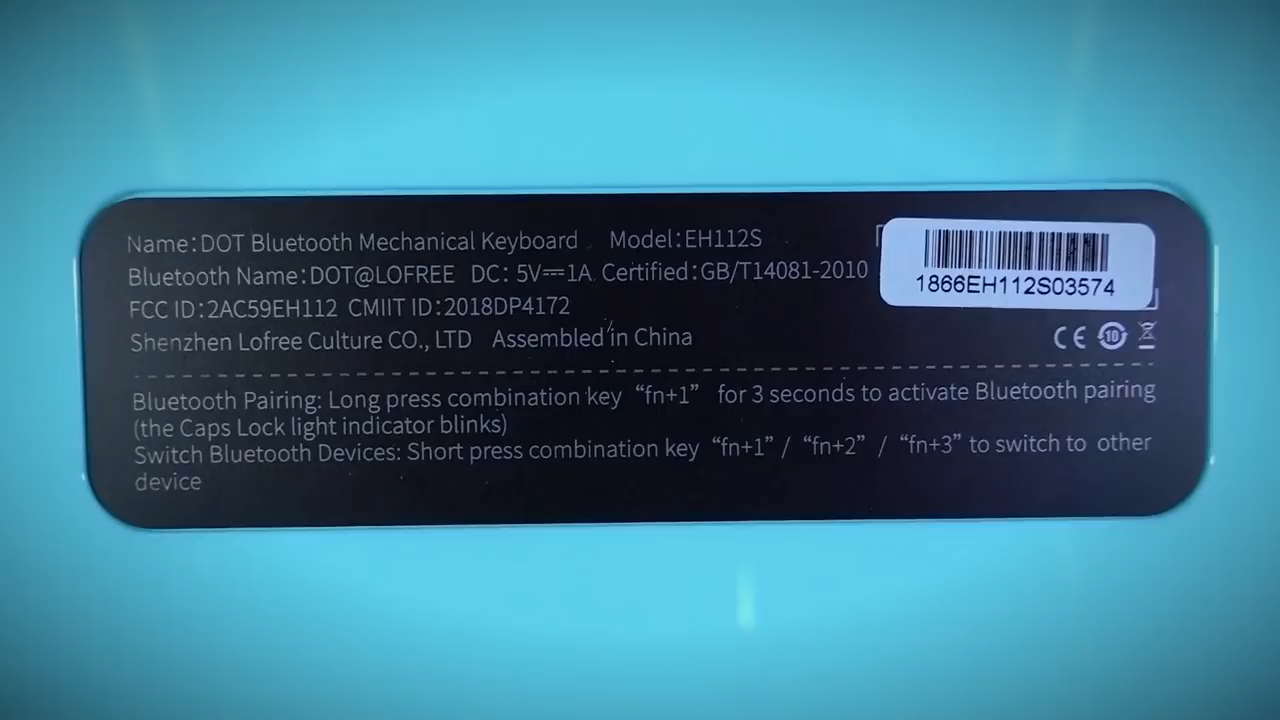 Name:DOT Bluetooth Mechanical Keyboard Model:EH112S
Bluetooth Name:DOT@LOFREE DC: 5V⎓1A Certified:GB/T14081-2010
1866EH112S03574
FCC ID:2AC59EH112 CMIIT ID:2018DP4172
Shenzhen Lofree Culture CO., LTD Assembled in China
CE 10
Bluetooth Pairing: Long press combination key “fn+1” for 3 seconds to activate Bluetooth pairing
(the Caps Lock light indicator blinks)
Switch Bluetooth Devices: Short press combination key “fn+1” / “fn+2” / “fn+3” to switch to other
device